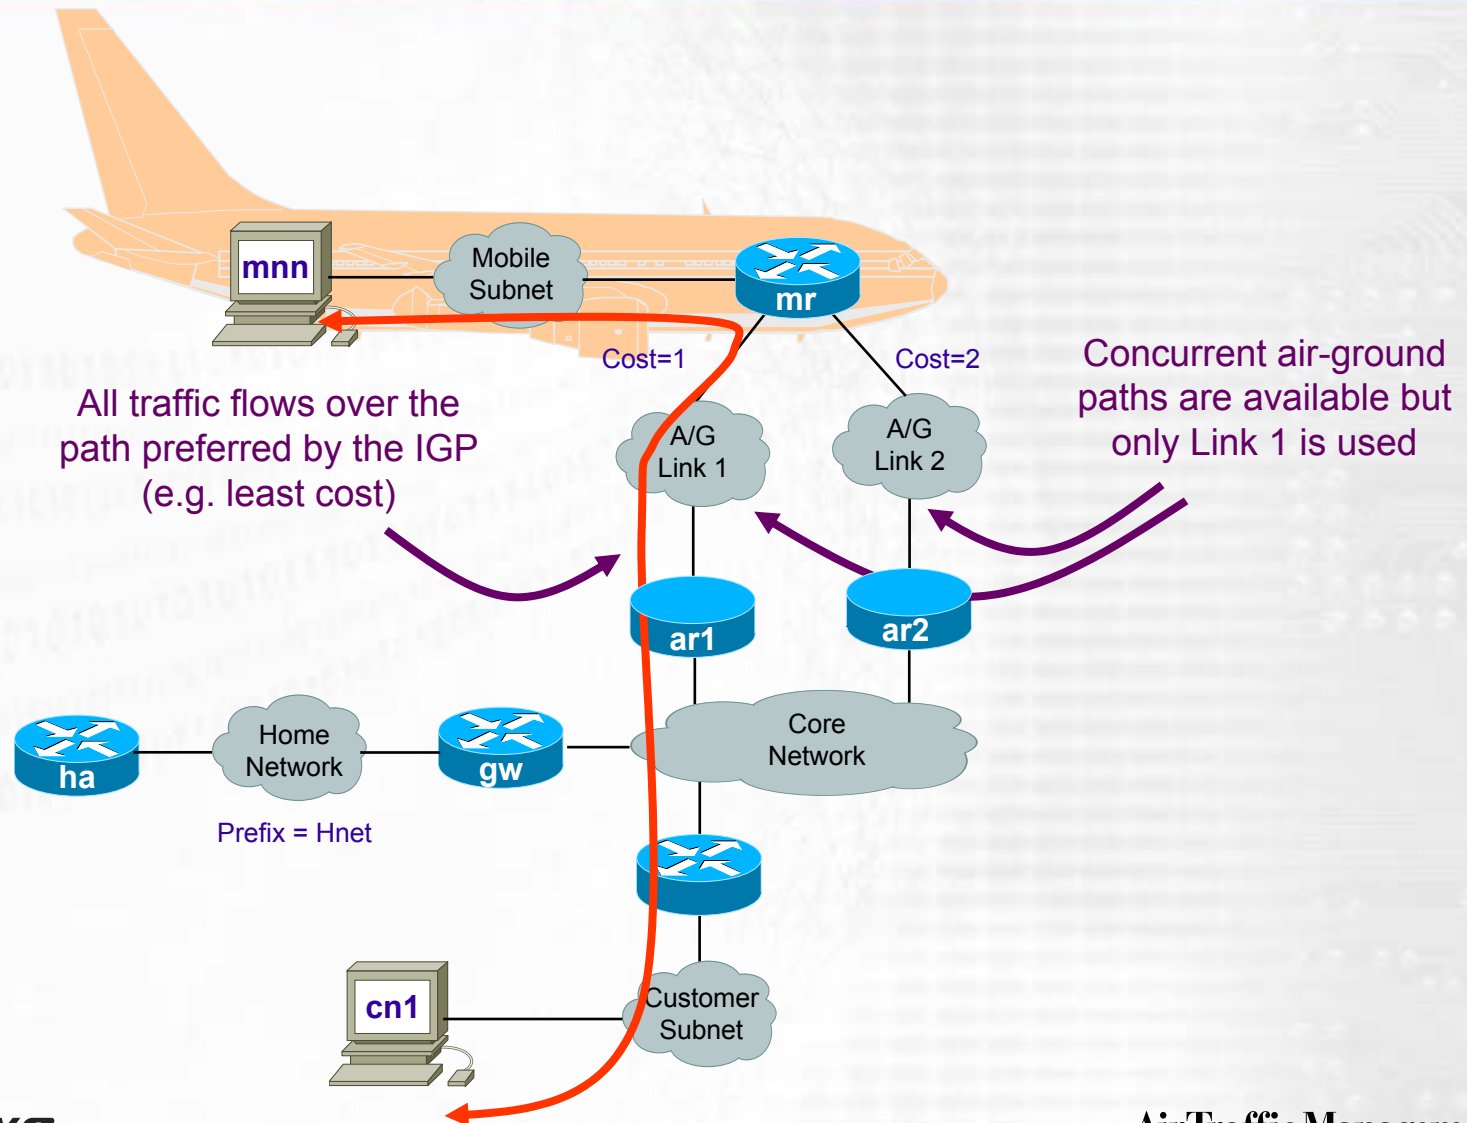 mnn
Mobile
Subnet
mr
Cost=1
Cost=2
Concurrent air-ground
paths are available but
only Link 1 is used
All traffic flows over the
path preferred by the IGP
(e.g. least cost)
A/G
Link 1
A/G
Link 2
ar1
ar2
Core
Network
ha
Home
Network
gw
Prefix = Hnet
cn1
Customer
Subnet